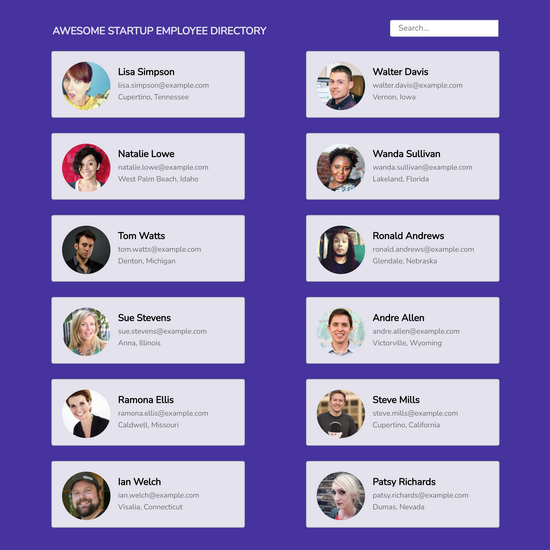 AWESOME STARTUP EMPLOYEE DIRECTORY
Search...
Lisa Simpson
lisa.simpson@example.com
Cupertino, Tennessee
Walter Davis
walter.davis@example.com
Vernon, Iowa
Natalie Lowe
natalie.lowe@example.com
West Palm Beach, Idaho
Wanda Sullivan
wanda.sullivan@example.com
Lakeland, Florida
Tom Watts
tom.watts@example.com
Denton, Michigan
Ronald Andrews
ronald.andrews@example.com
Glendale, Nebraska
Sue Stevens
sue.stevens@example.com
Anna, Illinois
Andre Allen
andre.allen@example.com
Victorville, Wyoming
Ramona Ellis
ramona.ellis@example.com
Caldwell, Missouri
Steve Mills
steve.mills@example.com
Cupertino, California
Ian Welch
ian.welch@example.com
Visalia, Connecticut
Patsy Richards
patsy.richards@example.com
Dumas, Nevada